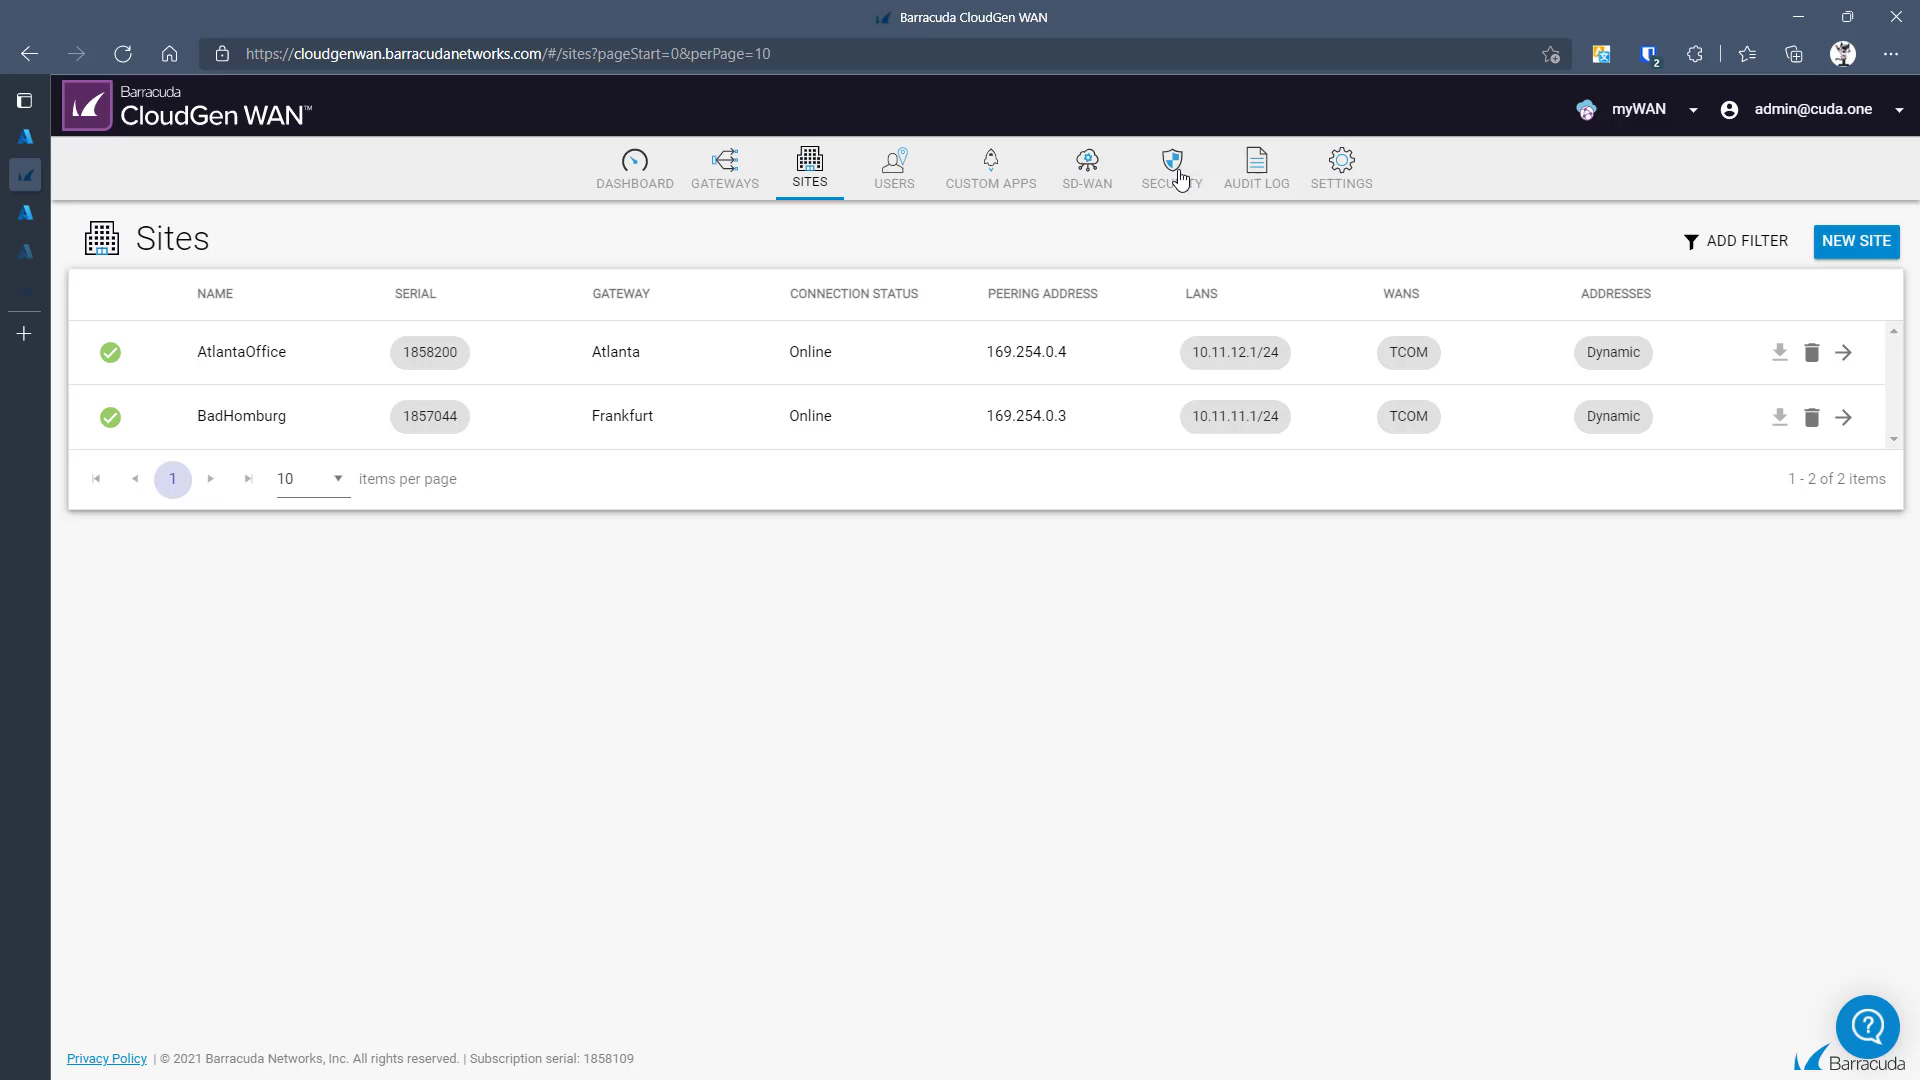 Barracuda CloudGen WAN
https://cloudgenwan.barracudanetworks.com/#/sites?pageStart=0&perPage=10
2
Barracuda
CloudGen WAN™
myWAN
admin@cuda.one
DASHBOARD
GATEWAYS
SITES
USERS
CUSTOM APPS
SD-WAN
SECURITY
AUDIT LOG
SETTINGS
Sites
ADD FILTER
NEW SITE
NAME SERIAL GATEWAY CONNECTION STATUS PEERING ADDRESS LANS WANS ADDRESSES
AtlantaOffice 1858200 Atlanta Online 169.254.0.4 10.11.12.1/24 TCOM Dynamic
BadHomburg 1857044 Frankfurt Online 169.254.0.3 10.11.11.1/24 TCOM Dynamic
1 10 items per page 1 - 2 of 2 items
Privacy Policy | © 2021 Barracuda Networks, Inc. All rights reserved. | Subscription serial: 1858109
Barracuda